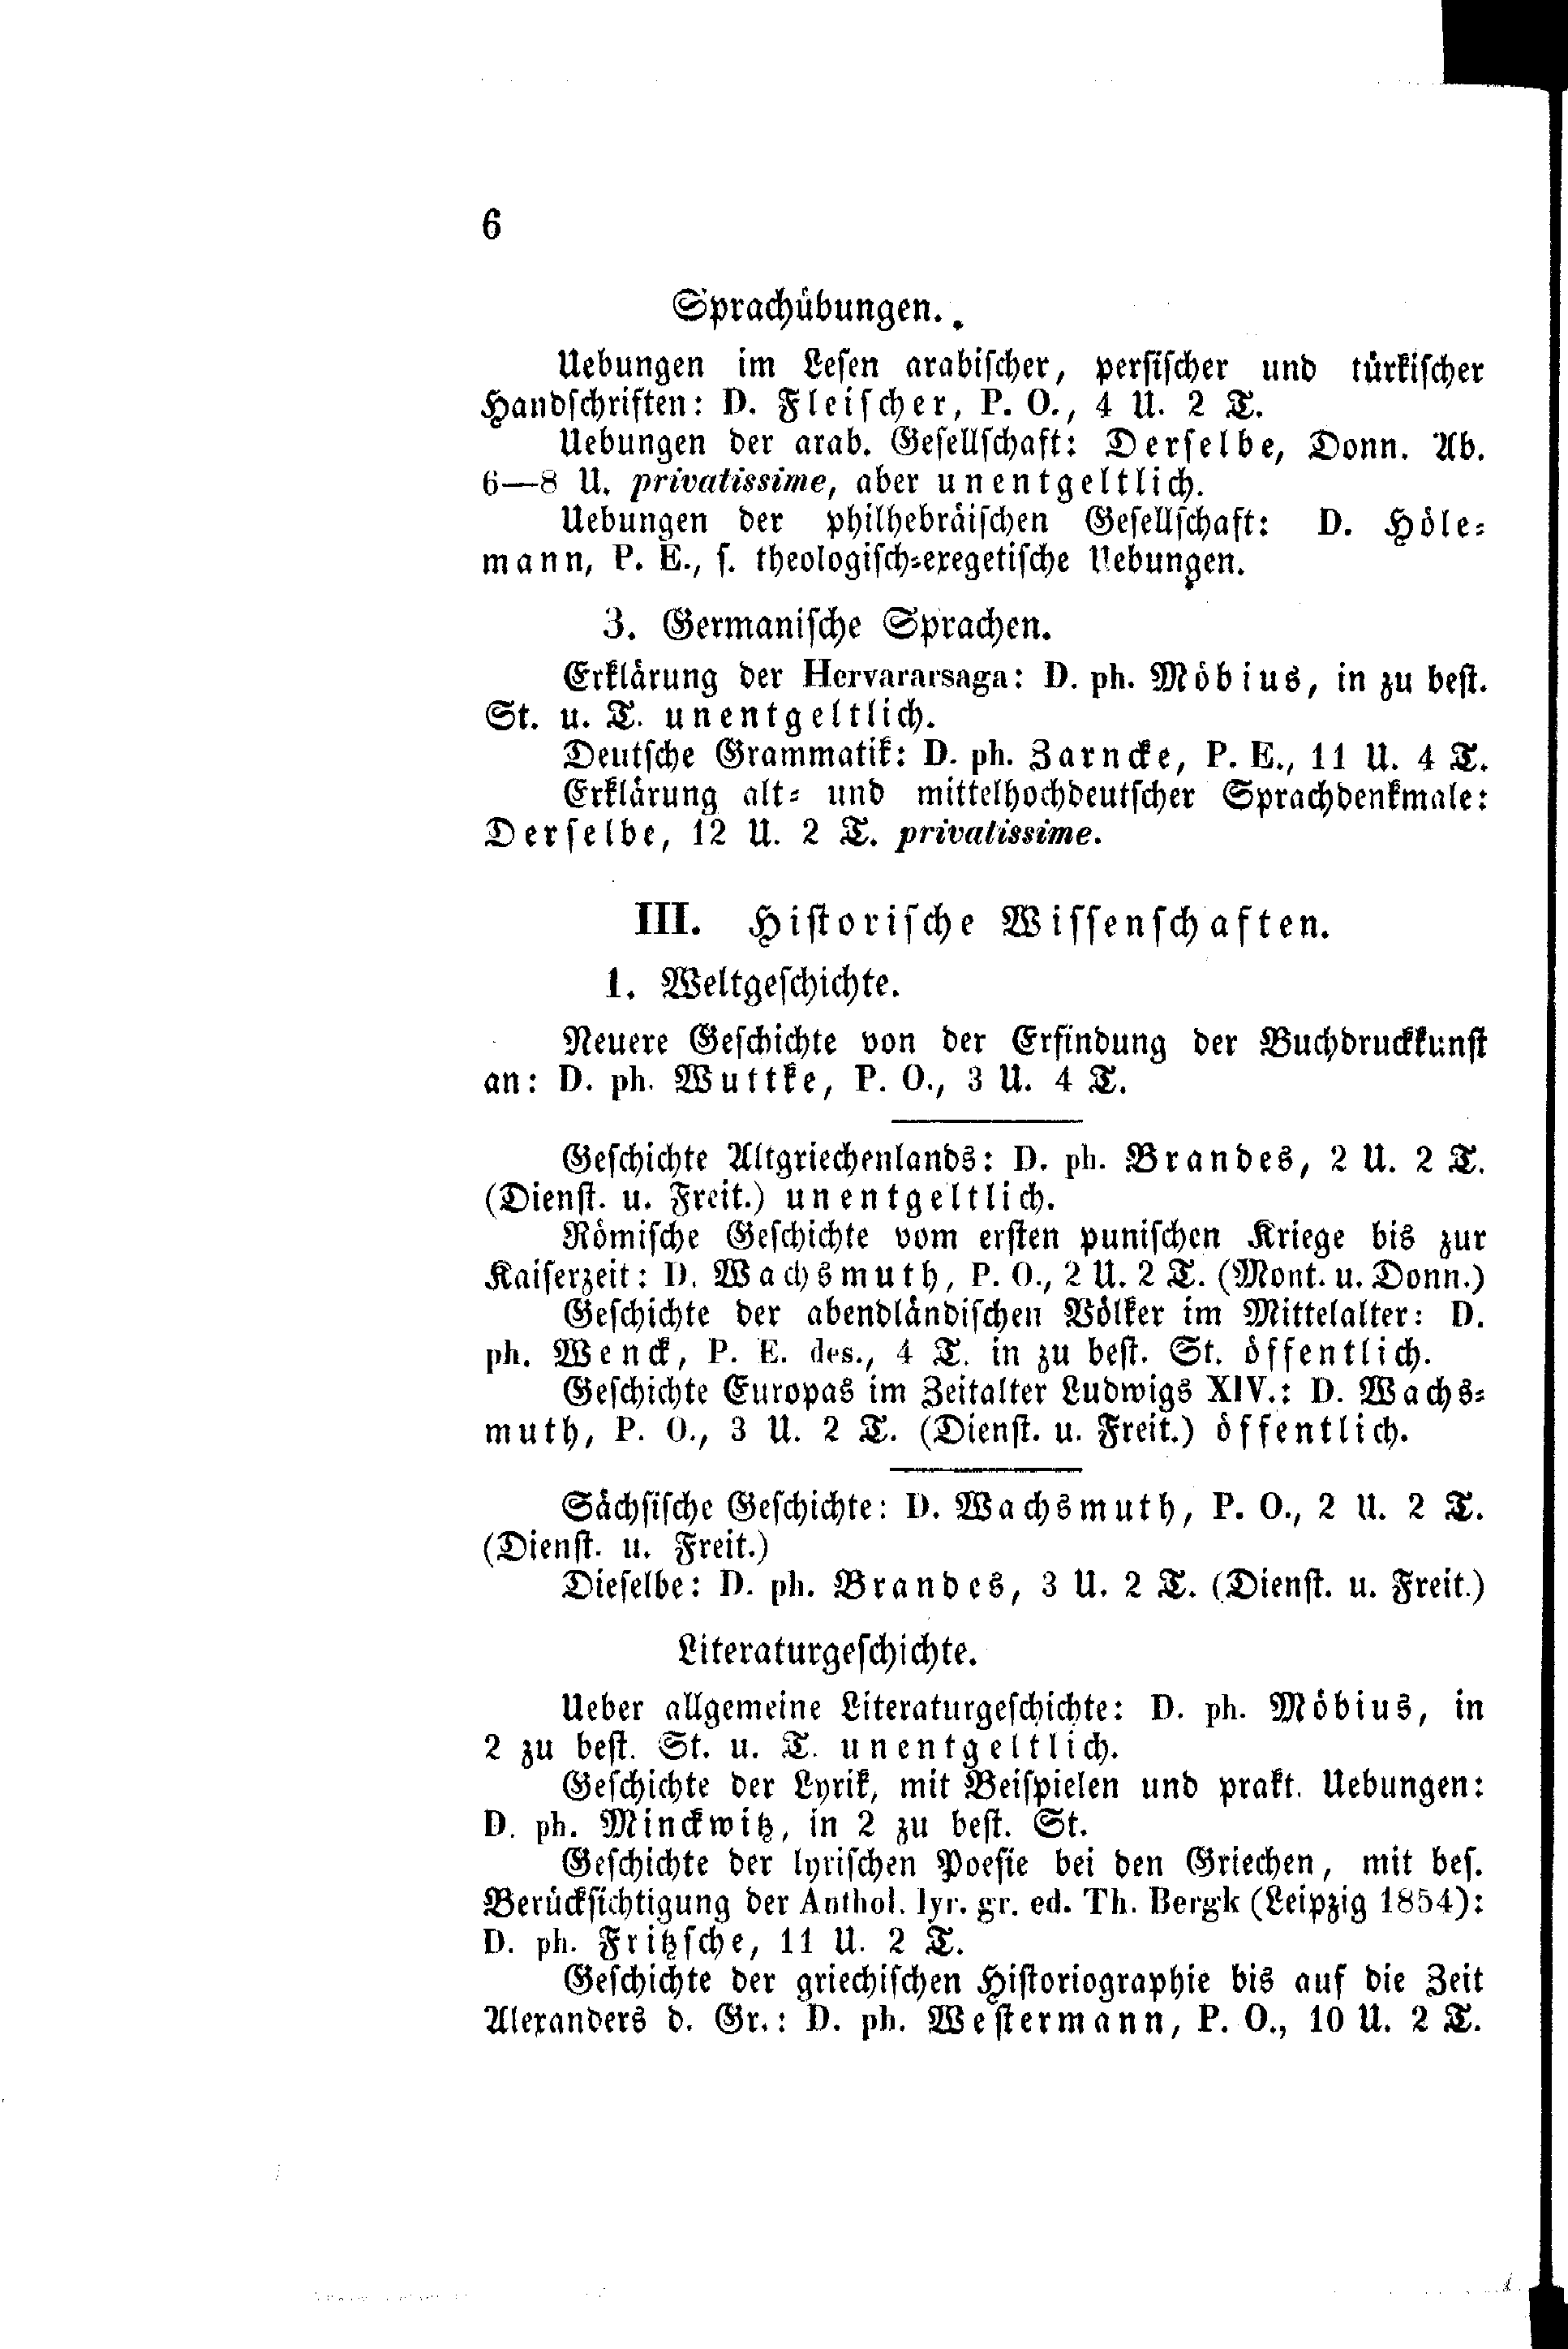 6
Sprachübungen.
Uebungen im Lesen arabischer, persischer und türkischer
Handschriften: D. Fleischer, P. O., 4 U. 2 T.
Uebungen der arab. Gesellschaft: Derselbe, Donn. Ab.
6—8 U. privatissime, aber unentgeltlich.
Uebungen der philhebräischen Gesellschaft: D. Höle-
mann, P. E., s. theologisch-exegetische Uebungen.
3. Germanische Sprachen.
Erklärung der Hervararsaga: D. ph. Möbius, in zu best.
St. u. T. unentgeltlich.
Deutsche Grammatik: D. ph. Zarncke, P. E., 11 U. 4 T.
Erklärung alt- und mittelhochdeutscher Sprachdenkmale:
Derselbe, 12 U. 2 T. privatissime.
III. Historische Wissenschaften.
1. Weltgeschichte.
Neuere Geschichte von der Erfindung der Buchdruckkunst
an: D. ph. Wuttke, P. O., 3 U. 4 T.
Geschichte Altgriechenlands: D. ph. Brandes, 2 U. 2 T.
(Dienst. u. Freit.) unentgeltlich.
Römische Geschichte vom ersten punischen Kriege bis zur
Kaiserzeit: D. Wachsmuth, P. O., 2 U. 2 T. (Mont. u. Donn.)
Geschichte der abendländischen Völker im Mittelalter: D.
ph. Wenck, P. E. des., 4 T. in zu best. St. öffentlich.
Geschichte Europas im Zeitalter Ludwigs XIV.: D. Wachs-
muth, P. O., 3 U. 2 T. (Dienst. u. Freit.) öffentlich.
Sächsische Geschichte: D. Wachsmuth, P. O., 2 U. 2 T.
(Dienst. u. Freit.)
Dieselbe: D. ph. Brandes, 3 U. 2 T. (Dienst. u. Freit.)
Literaturgeschichte.
Ueber allgemeine Literaturgeschichte: D. ph. Möbius, in
2 zu best. St. u. T. unentgeltlich.
Geschichte der Lyrik, mit Beispielen und prakt. Uebungen:
D. ph. Minckwitz, in 2 zu best. St.
Geschichte der lyrischen Poesie bei den Griechen, mit bes.
Berücksichtigung der Anthol. lyr. gr. ed. Th. Bergk (Leipzig 1854):
D. ph. Fritzsche, 11 U. 2 T.
Geschichte der griechischen Historiographie bis auf die Zeit
Alexanders d. Gr.: D. ph. Westermann, P. O., 10 U. 2 T.